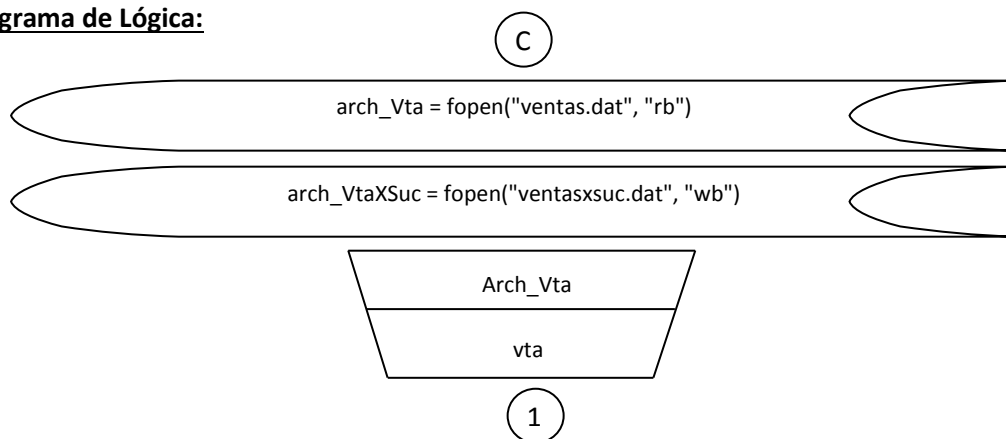 grama de Lógica:
C
arch_Vta = fopen("ventas.dat", "rb")
arch_VtaXSuc = fopen("ventasxsuc.dat", "wb")
Arch_Vta
vta
1